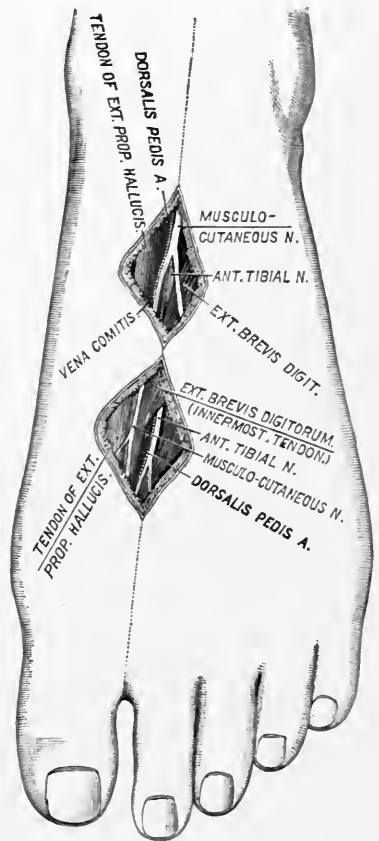 TENDON OF EXT. PROP. HALLUCIS.
DORSALIS PEDIS A.
MUSCULO-
CUTANEOUS N.
ANT. TIBIAL N.
EXT. BREVIS DIGIT.
VENA COMITIS
EXT. BREVIS DIGITORUM.
(INNERMOST. TENDON.)
ANT. TIBIAL N.
MUSCULO-CUTANEOUS N.
DORSALIS PEDIS A.
TENDON OF EXT.
PROP. HALLUCIS.